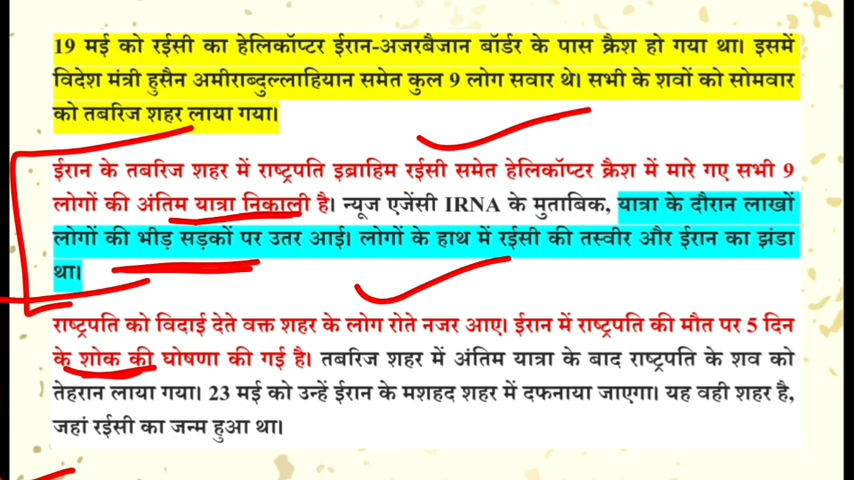 19 मई को रईसी का हेलिकॉप्टर ईरान-अजरबैजान बॉर्डर के पास क्रैश हो गया था। इसमें
विदेश मंत्री हुसैन अमीराब्दुल्लाहियान समेत कुल 9 लोग सवार थे। सभी के शवों को सोमवार
को तबरिज शहर लाया गया।
ईरान के तबरिज शहर में राष्ट्रपति इब्राहिम रईसी समेत हेलिकॉप्टर क्रैश में मारे गए सभी 9
लोगों की अंतिम यात्रा निकाली है। न्यूज एजेंसी IRNA के मुताबिक, यात्रा के दौरान लाखों
लोगों की भीड़ सड़कों पर उतर आई। लोगों के हाथ में रईसी की तस्वीर और ईरान का झंडा
था।
राष्ट्रपति को विदाई देते वक्त शहर के लोग रोते नजर आए। ईरान में राष्ट्रपति की मौत पर 5 दिन
के शोक की घोषणा की गई है। तबरिज शहर में अंतिम यात्रा के बाद राष्ट्रपति के शव को
तेहरान लाया गया। 23 मई को उन्हें ईरान के मशहद शहर में दफनाया जाएगा। यह वही शहर है,
जहां रईसी का जन्म हुआ था।